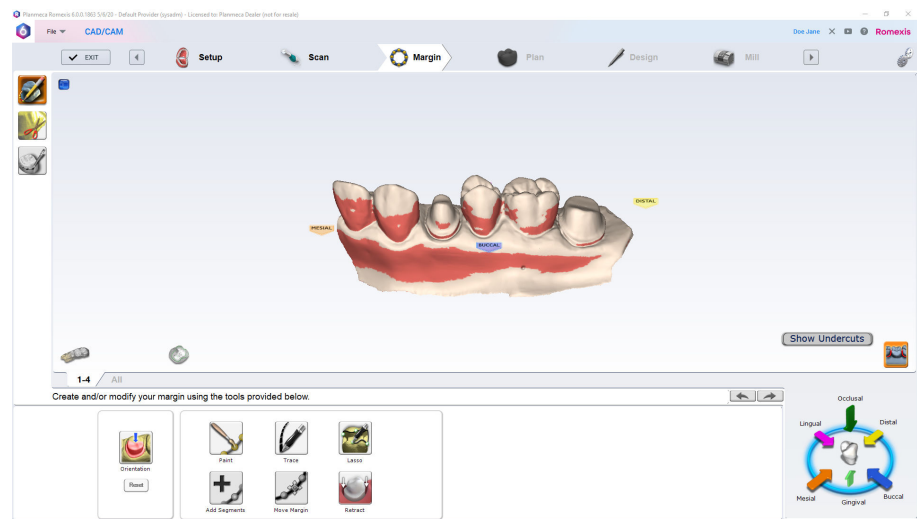 Planmeca Romexis 6.0.0.1863 5/6/20 - Default Provider (sysadm) - Licensed to: Planmeca Dealer (not for resale)
File CAD/CAM Doe Jane Romexis
EXIT Setup Scan Margin Plan Design Mill
DISTAL
MESIAL
BUCCAL
Show Undercuts
1-4 All
Create and/or modify your margin using the tools provided below.
Occlusal
Lingual Distal
Orientation Paint Trace Lasso
Reset
Mesial Gingival Buccal
Add Segments Move Margin Retract